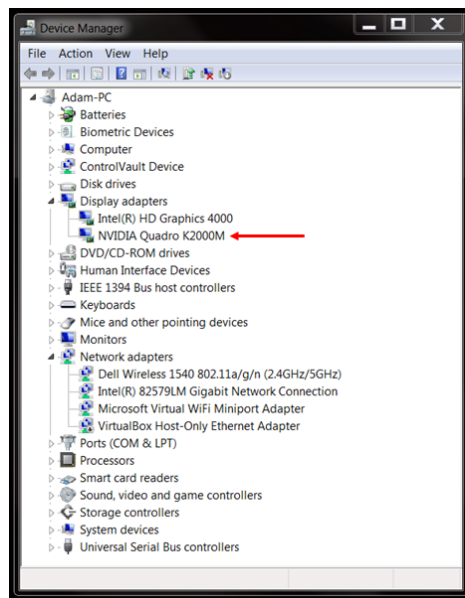 Device Manager
File Action View Help
Adam-PC
Batteries
Biometric Devices
Computer
ControlVault Device
Disk drives
Display adapters
Intel(R) HD Graphics 4000
NVIDIA Quadro K2000M
DVD/CD-ROM drives
Human Interface Devices
IEEE 1394 Bus host controllers
Keyboards
Mice and other pointing devices
Monitors
Network adapters
Dell Wireless 1540 802.11a/g/n (2.4GHz/5GHz)
Intel(R) 82579LM Gigabit Network Connection
Microsoft Virtual WiFi Miniport Adapter
VirtualBox Host-Only Ethernet Adapter
Ports (COM & LPT)
Processors
Smart card readers
Sound, video and game controllers
Storage controllers
System devices
Universal Serial Bus controllers